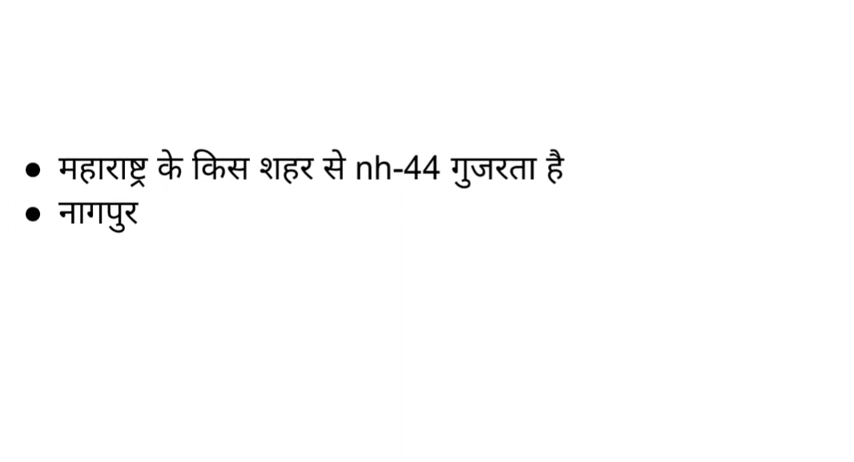 ● महाराष्ट्र के किस शहर से nh-44 गुजरता है
● नागपुर